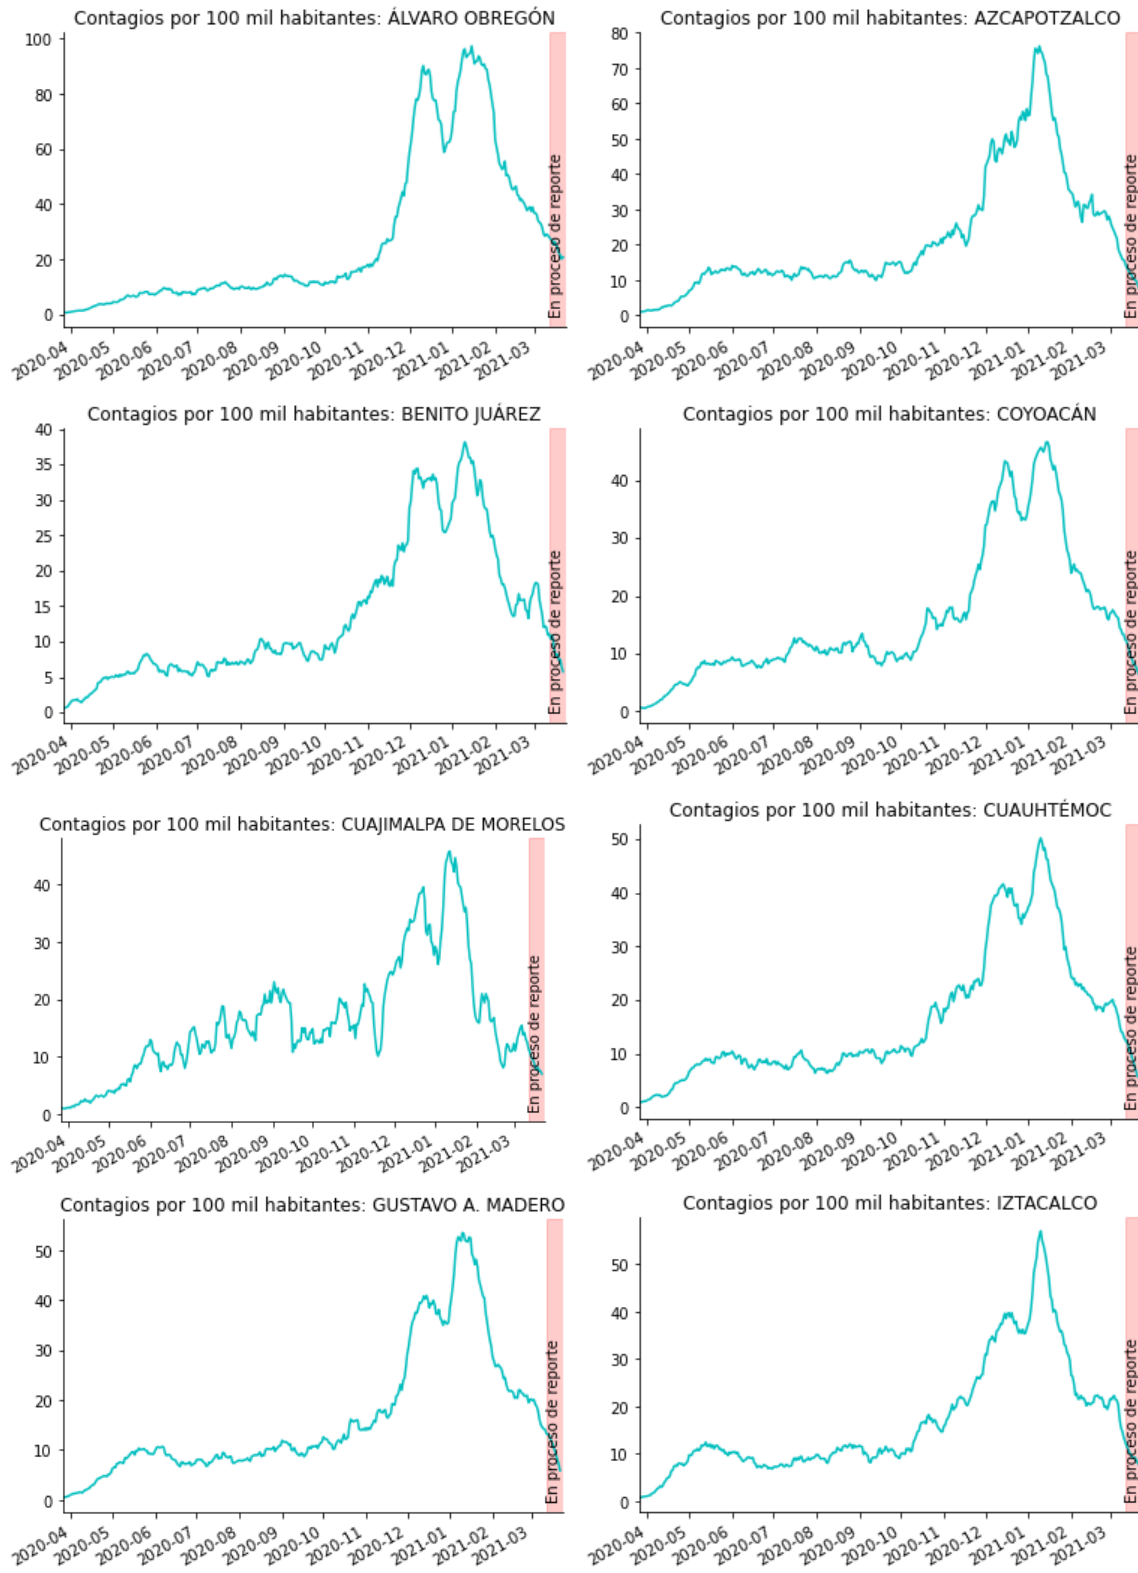 Contagios por 100 mil habitantes: ÁLVARO OBREGÓN
100
80
60
40
20
0
En proceso de reporte
2020-04 2020-05 2020-06 2020-07 2020-08 2020-09 2020-10 2020-11 2020-12 2021-01 2021-02 2021-03
Contagios por 100 mil habitantes: AZCAPOTZALCO
80
70
60
50
40
30
20
10
0
En proceso de reporte
2020-04 2020-05 2020-06 2020-07 2020-08 2020-09 2020-10 2020-11 2020-12 2021-01 2021-02 2021-03
Contagios por 100 mil habitantes: BENITO JUÁREZ
40
35
30
25
20
15
10
5
0
En proceso de reporte
2020-04 2020-05 2020-06 2020-07 2020-08 2020-09 2020-10 2020-11 2020-12 2021-01 2021-02 2021-03
Contagios por 100 mil habitantes: COYOACÁN
40
30
20
10
0
En proceso de reporte
2020-04 2020-05 2020-06 2020-07 2020-08 2020-09 2020-10 2020-11 2020-12 2021-01 2021-02 2021-03
Contagios por 100 mil habitantes: CUAJIMALPA DE MORELOS
40
30
20
10
0
En proceso de reporte
2020-04 2020-05 2020-06 2020-07 2020-08 2020-09 2020-10 2020-11 2020-12 2021-01 2021-02 2021-03
Contagios por 100 mil habitantes: CUAUHTÉMOC
50
40
30
20
10
0
En proceso de reporte
2020-04 2020-05 2020-06 2020-07 2020-08 2020-09 2020-10 2020-11 2020-12 2021-01 2021-02 2021-03
Contagios por 100 mil habitantes: GUSTAVO A. MADERO
50
40
30
20
10
0
En proceso de reporte
2020-04 2020-05 2020-06 2020-07 2020-08 2020-09 2020-10 2020-11 2020-12 2021-01 2021-02 2021-03
Contagios por 100 mil habitantes: IZTACALCO
50
40
30
20
10
0
En proceso de reporte
2020-04 2020-05 2020-06 2020-07 2020-08 2020-09 2020-10 2020-11 2020-12 2021-01 2021-02 2021-03